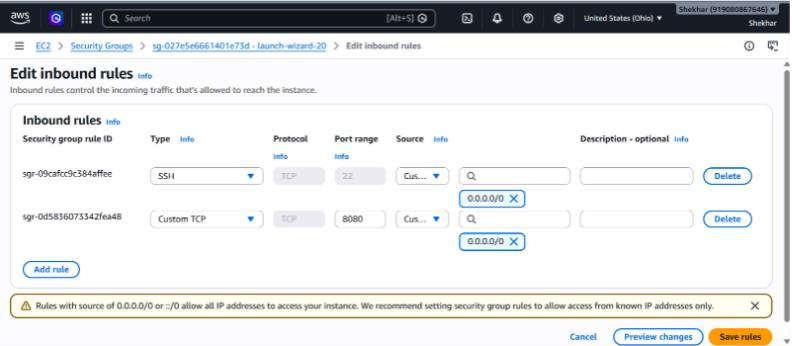 aws
Search [Alt+S]
United States (Ohio)
Shekhar (919080867646)
Shekhar
EC2 > Security Groups > sg-027e5e6661401e73d - launch-wizard-20 > Edit inbound rules
Edit inbound rules Info
Inbound rules control the incoming traffic that's allowed to reach the instance.
Inbound rules Info
Security group rule ID Type Info Protocol Port range Source Info Description - optional Info
Info Info
sgr-09cafcc9c384affee SSH TCP 22 Cus... Delete
0.0.0.0/0
sgr-0d5836073342fea48 Custom TCP TCP 8080 Cus... Delete
0.0.0.0/0
Add rule
Rules with source of 0.0.0.0/0 or ::/0 allow all IP addresses to access your instance. We recommend setting security group rules to allow access from known IP addresses only.
Cancel Preview changes Save rules